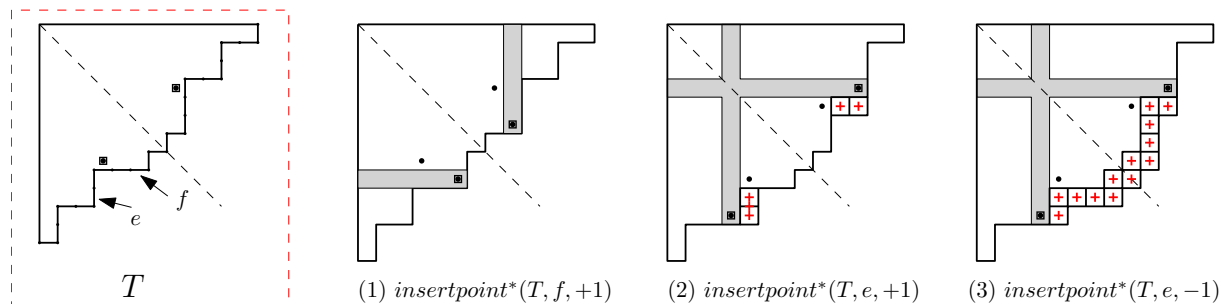 e
f
T
(1) insertpoint*(T, f, +1)
(2) insertpoint*(T, e, +1)
(3) insertpoint*(T, e, −1)